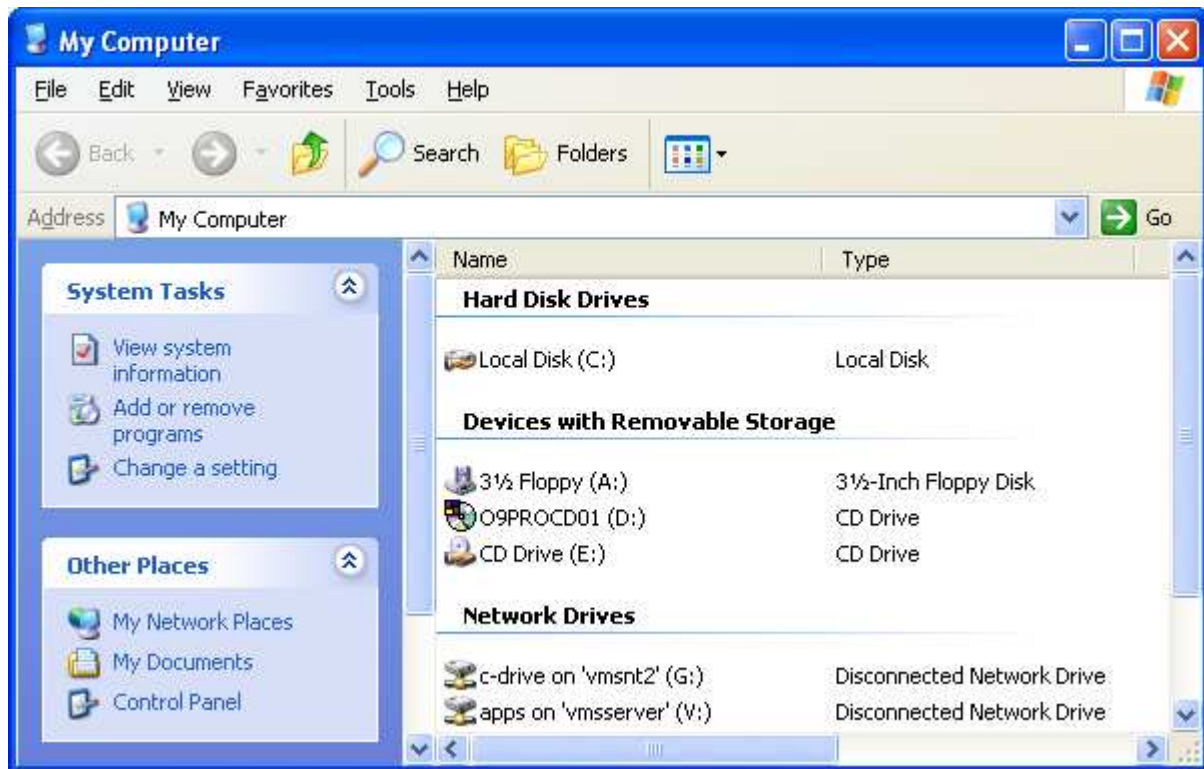 My Computer
File Edit View Favorites Tools Help
Back Search Folders
Address My Computer Go
System Tasks
View system
information
Add or remove
programs
Change a setting
Other Places
My Network Places
My Documents
Control Panel
Name Type
Hard Disk Drives
Local Disk (C:) Local Disk
Devices with Removable Storage
3½ Floppy (A:) 3½-Inch Floppy Disk
O9PROCD01 (D:) CD Drive
CD Drive (E:) CD Drive
Network Drives
c-drive on 'vmsnt2' (G:) Disconnected Network Drive
apps on 'vmsserver' (V:) Disconnected Network Drive